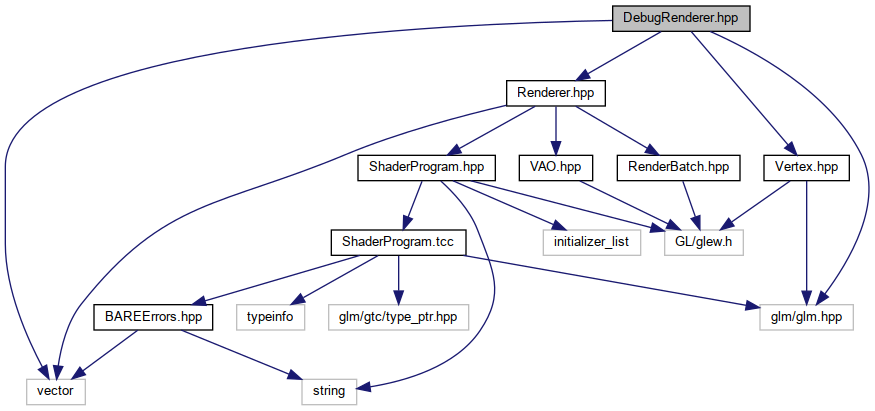 DebugRenderer.hpp
Renderer.hpp
ShaderProgram.hpp
VAO.hpp
RenderBatch.hpp
Vertex.hpp
ShaderProgram.tcc
initializer_list
GL/glew.h
BAREErrors.hpp
typeinfo
glm/gtc/type_ptr.hpp
glm/glm.hpp
vector
string